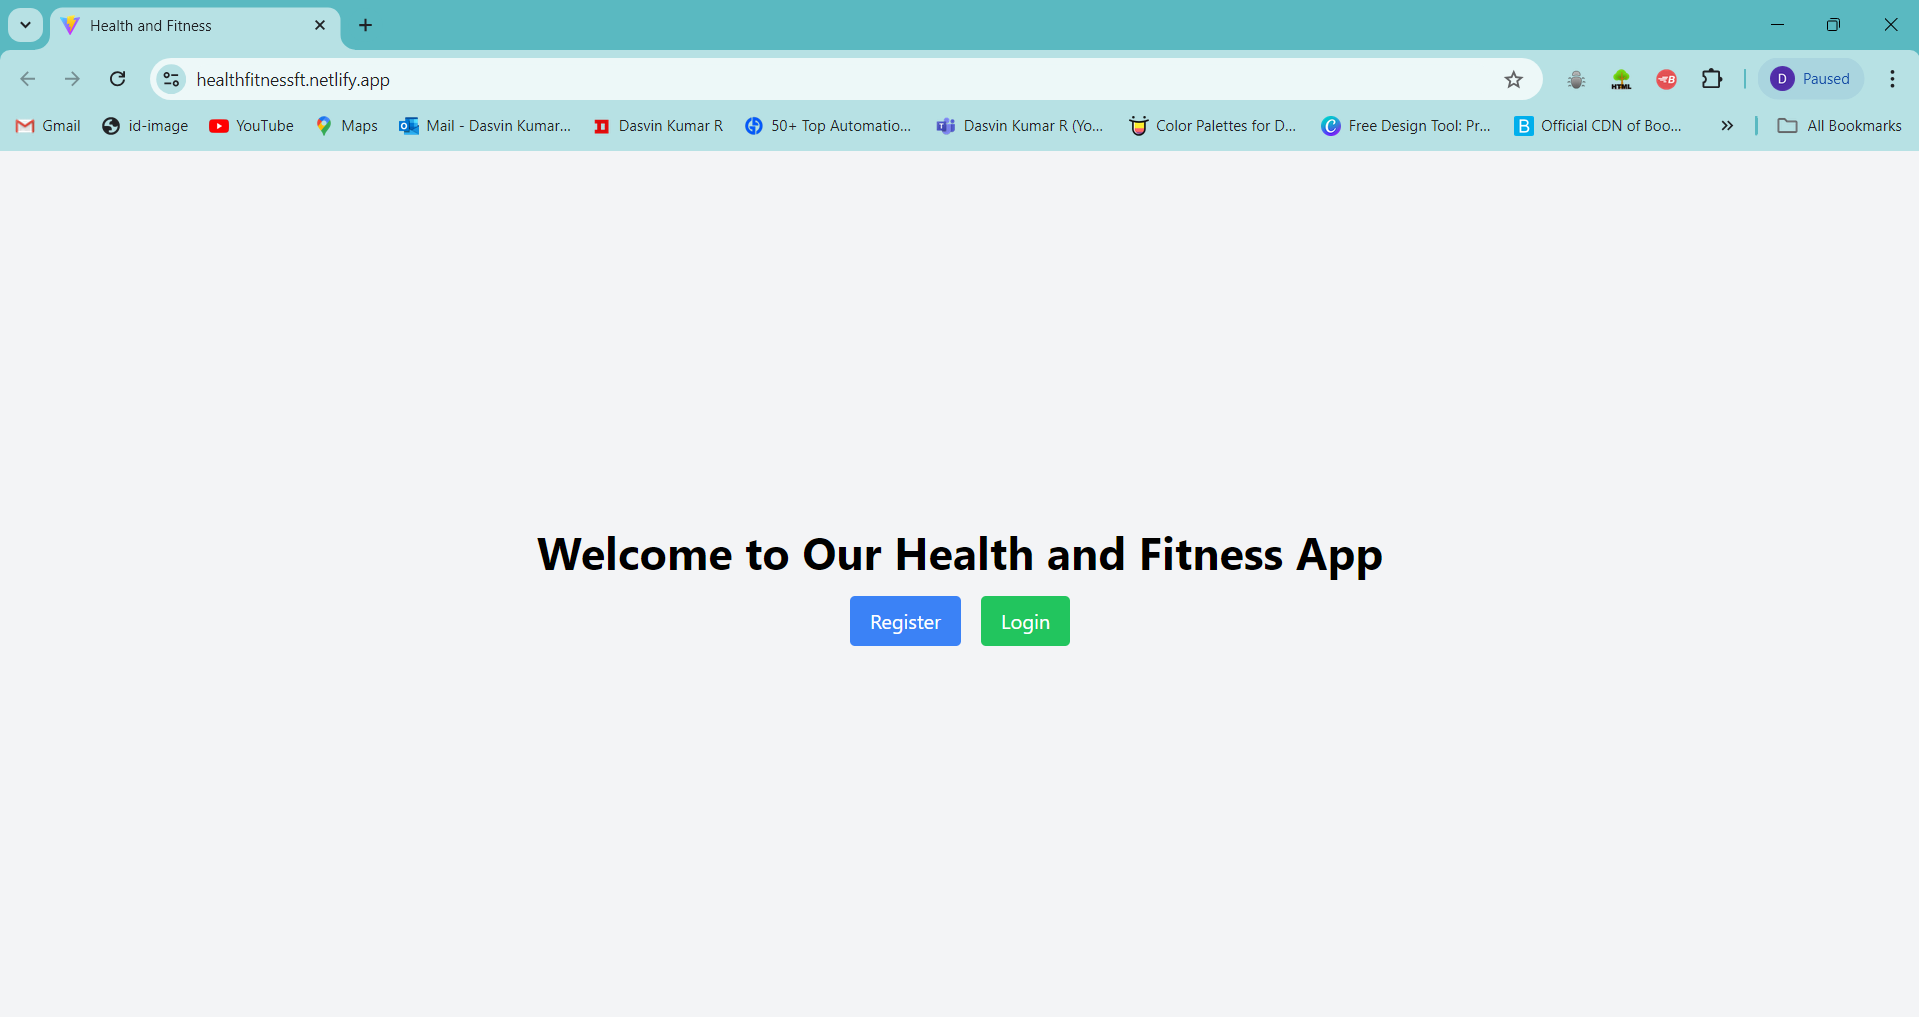 Health and Fitness
healthfitnessft.netlify.app
HTML
B
D Paused
Gmail id-image YouTube Maps Mail - Dasvin Kumar... Dasvin Kumar R 50+ Top Automatio... Dasvin Kumar R (Yo... Color Palettes for D... Free Design Tool: Pr... B Official CDN of Boo... » All Bookmarks
Welcome to Our Health and Fitness App
Register Login